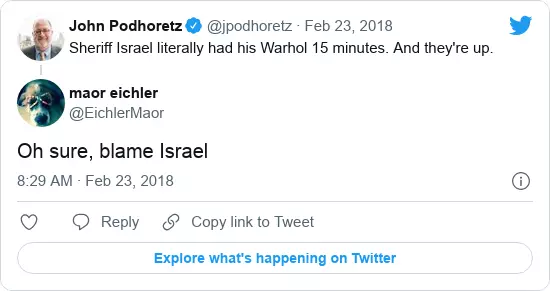 John Podhoretz @jpodhoretz · Feb 23, 2018
Sheriff Israel literally had his Warhol 15 minutes. And they're up.
maor eichler
@EichlerMaor
Oh sure, blame Israel
8:29 AM · Feb 23, 2018
Reply Copy link to Tweet
Explore what's happening on Twitter